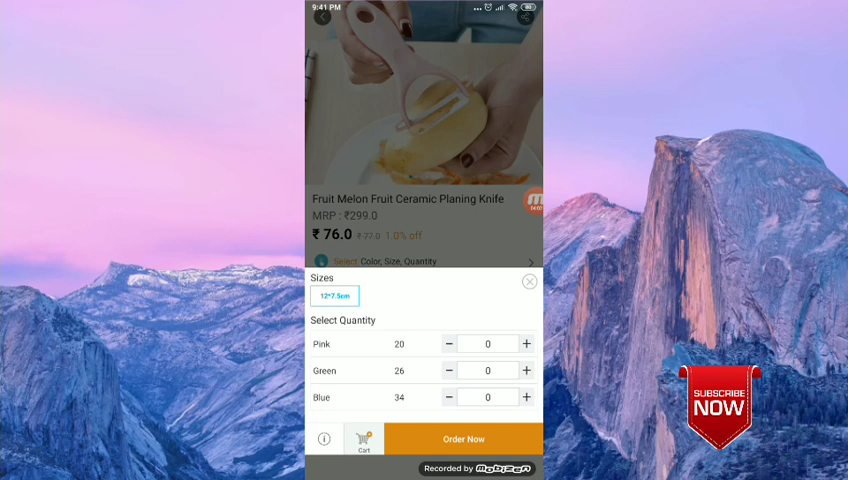 9:41 PM
Fruit Melon Fruit Ceramic Planing Knife
MRP : ₹299.0
₹ 76.0 ₹ 77.0 1.0% off
Select Color, Size, Quantity
Sizes
12*7.5cm
Select Quantity
Pink 20 0
Green 26 0
Blue 34 0
Cart
Order Now
Recorded by MOBIZEN
SUBSCRIBE
NOW